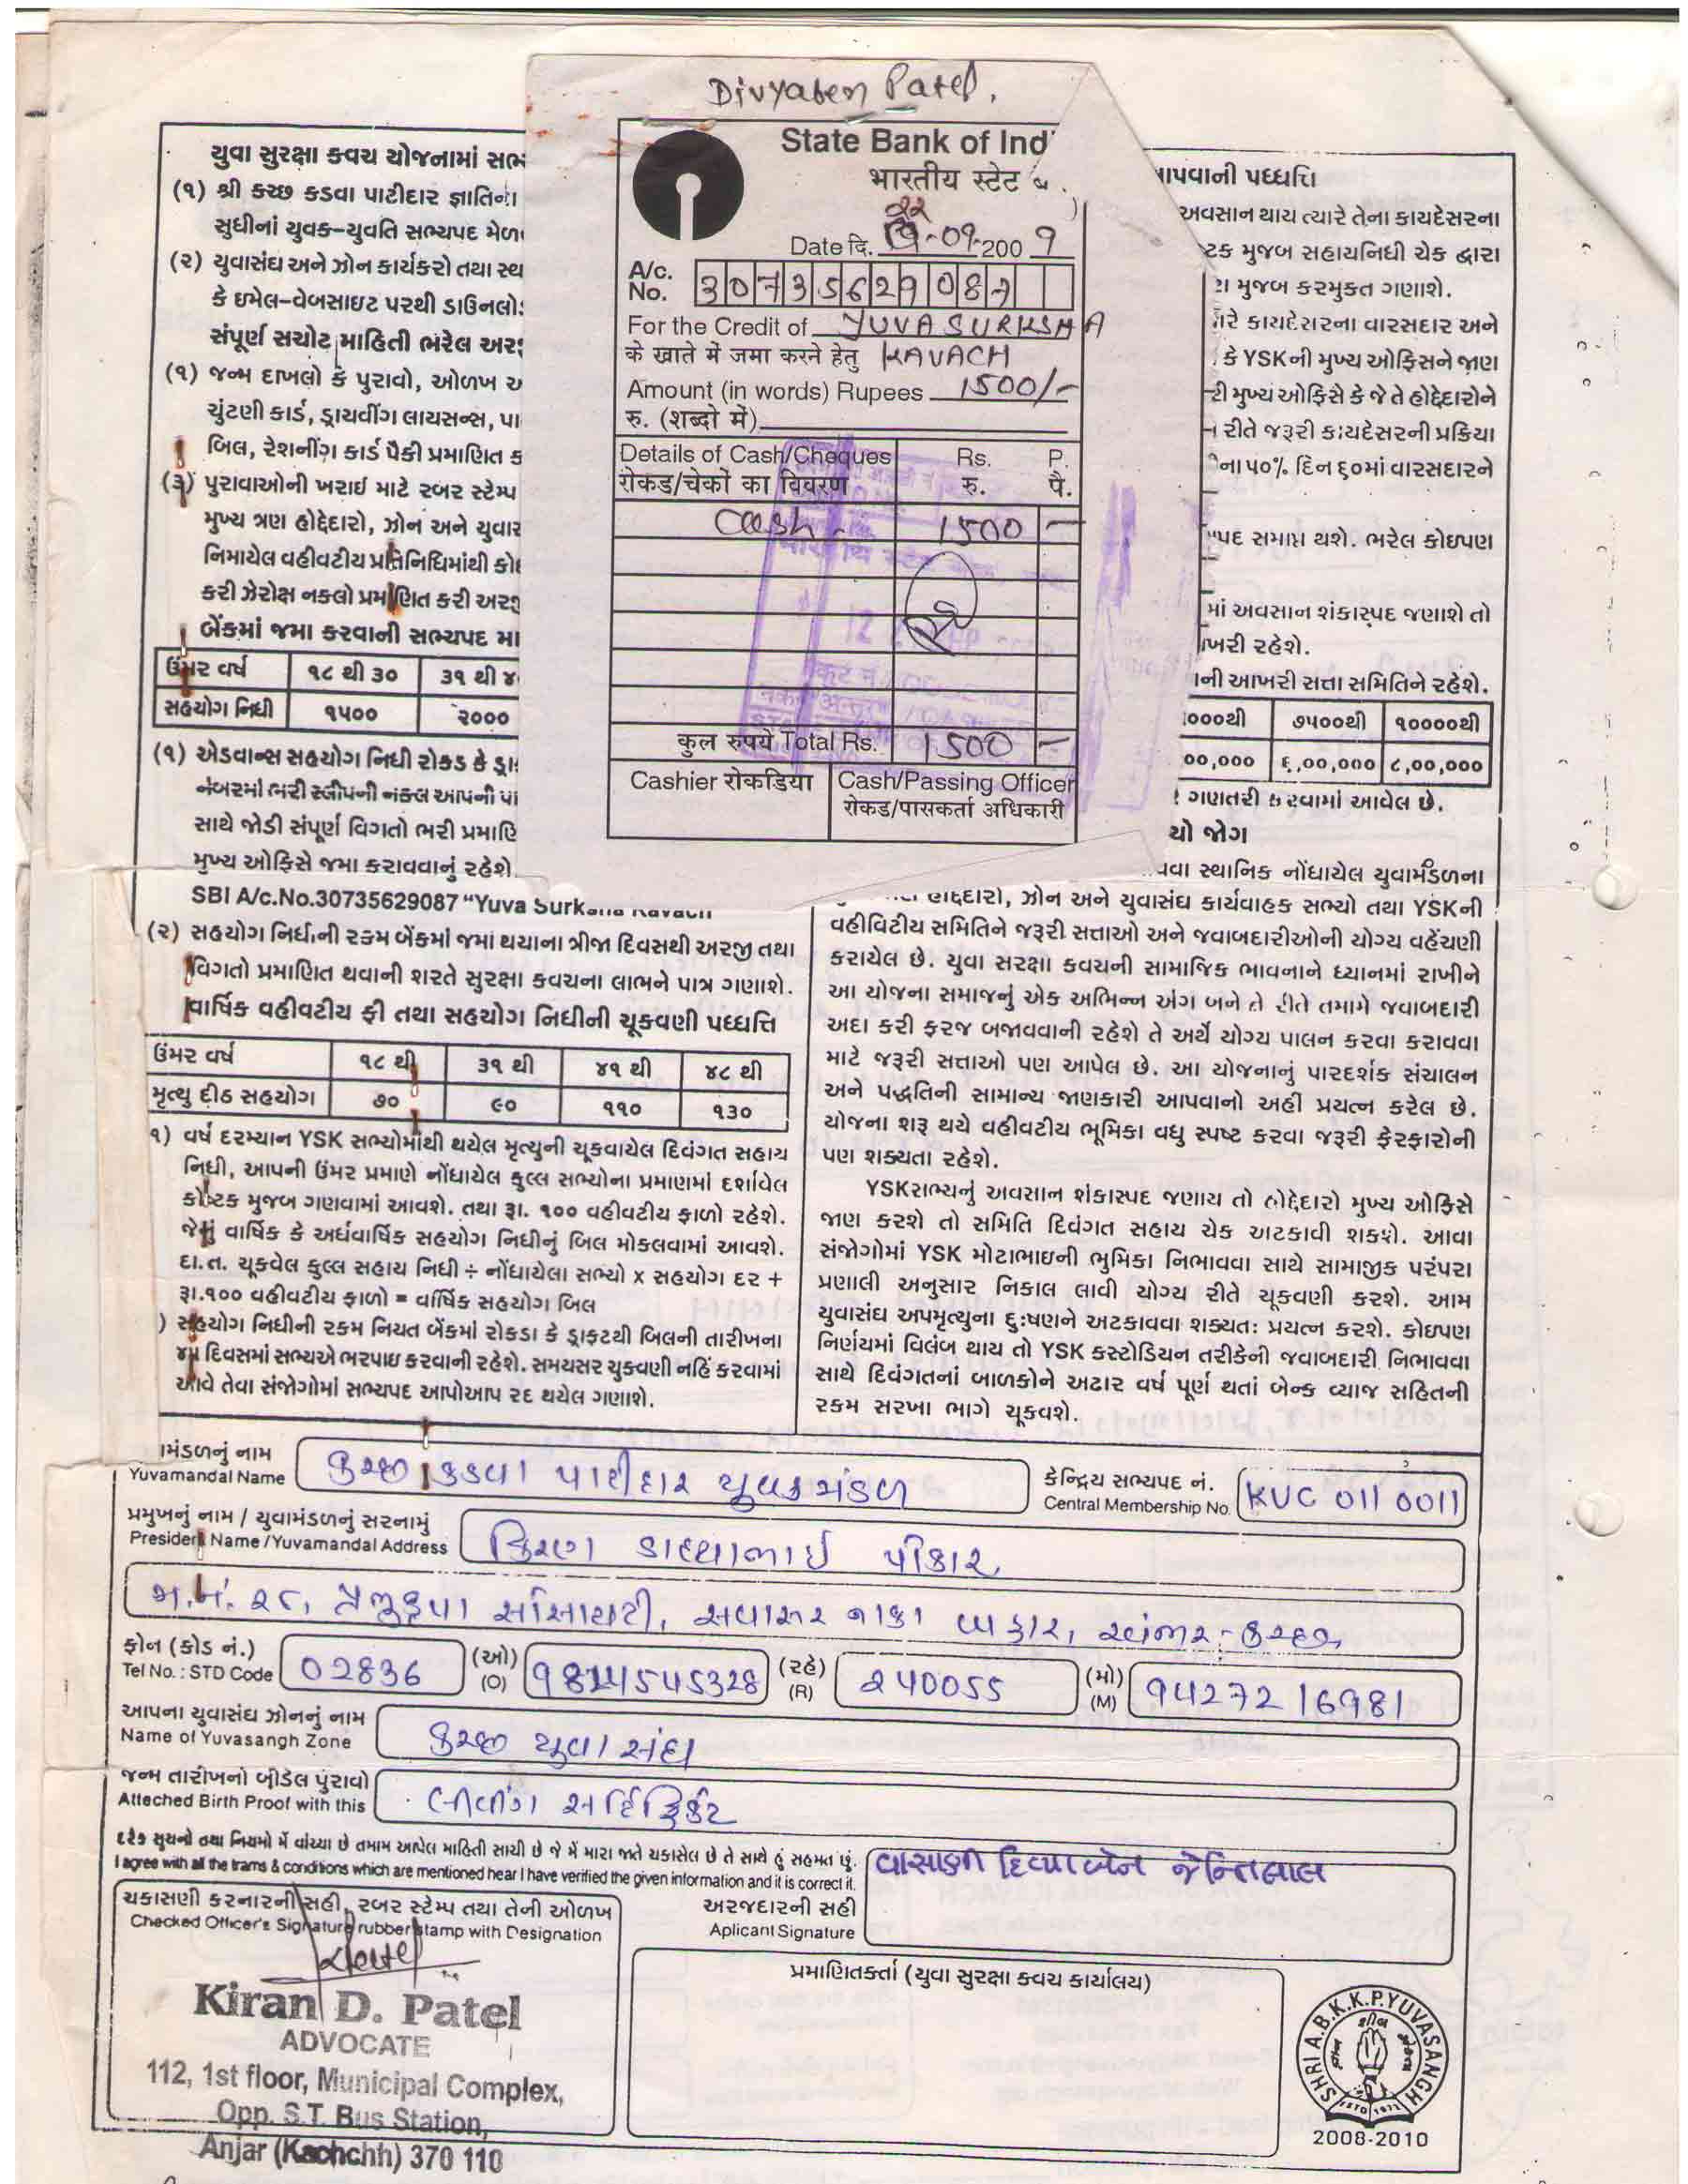 Divyaben Patel.
State Bank of Ind
भारतीय स्टेट
Date दि. -09-2009
A/c. No. 30735629087
For the Credit of YUVA SURKSHA
के खाते में जमा करने हेतु KAVACH
Amount (in words) Rupees 1500/-
रु. (शब्दों में)
Details of Cash/Cheques Rs. P.
रोकड/चेकों का विवरण रु. पै.
Cash 1500 -
कुल रुपये Total Rs. 1500 -
Cashier रोकडिया Cash/Passing Officer
रोकड/पासकर्ता अधिकारी
યુવા સુરક્ષા કવચ યોજનામાં
(૧) શ્રી કચ્છ કડવા પાટીદાર જ્ઞાતિના
સુધીનાં યુવક-યુવતિ સભ્યપદ
(૨) યુવાસંઘ અને ઝોન કાર્યકરો તથા
કે ઇમેલ-વેબસાઇટ પરથી
સંપૂર્ણ સચોટ માહિતી ભરેલ
(૧) જન્મ દાખલો કે પુરાવો, ઓળખ
ચુંટણી કાર્ડ, ડ્રાયવીંગ લાયસન્સ,
બિલ, રેશનીંગ કાર્ડ પૈકી પ્રમાણિત
(૩) પુરાવાઓની ખરાઇ માટે રબર સ્ટેમ્પ
મુખ્ય ત્રણ હોદ્દેદારો, ઝોન અને
નિમાયેલ વહીવટીય પ્રતિનિધિમાંથી
કરી ઝેરોક્ષ નકલો પ્રમાણિત કરી
બેંકમાં જમા કરવાની સભ્યપદ
ઉંમર વર્ષ ૧૮ થી ૩૦ ૩૧ થી
સહયોગ નિધી ૧૫૦૦ ૨૦૦૦
(૧) એડવાન્સ સહયોગ નિધી રોકડ કે
નંબરમાં ભરી સ્લીપની નકલ આપની
સાથે જોડી સંપૂર્ણ વિગતો ભરી
મુખ્ય ઓફિસે જમા કરાવવાનું રહેશે.
SBI A/c.No.30735629087 "Yuva Surksha Kavach
(૨) સહયોગ નિધીની રકમ બેંકમાં જમા થયાના ત્રીજા દિવસથી અરજી તથા
વિગતો પ્રમાણિત થવાની શરતે સુરક્ષા કવચના લાભને પાત્ર ગણાશે.
વાર્ષિક વહીવટીય ફી તથા સહયોગ નિધીની ચૂકવણી પધ્ધતિ
ઉંમર વર્ષ ૧૮ થી ૩૧ થી ૪૧ થી ૪૮ થી
મૃત્યુ દીઠ સહયોગ ૭૦ ૯૦ ૧૧૦ ૧૩૦
૧) વર્ષ દરમ્યાન YSK સભ્યોમાંથી થયેલ મૃત્યુની ચૂકવાયેલ દિવંગત સહાય
નિધી, આપની ઉંમર પ્રમાણે નોંધાયેલ કુલ્લ સભ્યોના પ્રમાણમાં દર્શાવેલ
કોષ્ટક મુજબ ગણવામાં આવશે. તથા રૂા. ૧૦૦ વહીવટીય ફાળો રહેશે.
જેનું વાર્ષિક કે અર્ધવાર્ષિક સહયોગ નિધીનું બિલ મોકલવામાં આવશે.
દા.ત. ચૂકવેલ કુલ્લ સહાય નિધી ÷ નોંધાયેલા સભ્યો x સહયોગ દર +
રૂા.૧૦૦ વહીવટીય ફાળો = વાર્ષિક સહયોગ બિલ
) સહયોગ નિધીની રકમ નિયત બેંકમાં રોકડા કે ડ્રાફટથી બિલની તારીખના
૪૫ દિવસમાં સભ્યએ ભરપાઇ કરવાની રહેશે. સમયસર ચુકવણી નહિં કરવામાં
આવે તેવા સંજોગોમાં સભ્યપદ આપોઆપ રદ થયેલ ગણાશે.
આપવાની પધ્ધતિ
અવસાન થાય ત્યારે તેના કાયદેસરના
મુજબ સહાયનિધી ચેક દ્વારા
મુજબ કરમુકત ગણાશે.
કાયદેસરના વારસદાર અને
કે YSKની મુખ્ય ઓફિસને જાણ
મુખ્ય ઓફિસે કે જે તે હોદ્દેદારોને
રીતે જરૂરી કાયદેસરની પ્રક્રિયા
૫૦% દિન ૬૦માં વારસદારને
સમાપ્ત થશે. ભરેલ કોઇપણ
માં અવસાન શંકાસ્પદ જણાશે તો
રહેશે.
આખરી સત્તા સમિતિને રહેશે.
૦૦૦થી ૭૫૦૦થી ૧૦૦૦૦થી
૦૦,૦૦૦ ૬,૦૦,૦૦૦ ૮,૦૦,૦૦૦
ગણતરી કરવામાં આવેલ છે.
યો જોગ
સ્થાનિક નોંધાયેલ યુવામંડળના
હોદ્દેદારો, ઝોન અને યુવાસંઘ કાર્યવાહક સભ્યો તથા YSKની
વહીવિટીય સમિતિને જરૂરી સત્તાઓ અને જવાબદારીઓની યોગ્ય વહેંચણી
કરાયેલ છે. યુવા સરક્ષા કવચની સામાજિક ભાવનાને ધ્યાનમાં રાખીને
આ યોજના સમાજનું એક અભિન્ન અંગ બને તે રીતે તમામે જવાબદારી
અદા કરી ફરજ બજાવવાની રહેશે તે અર્થે યોગ્ય પાલન કરવા કરાવવા
માટે જરૂરી સત્તાઓ પણ આપેલ છે. આ યોજનાનું પારદર્શક સંચાલન
અને પદ્ધતિની સામાન્ય જાણકારી આપવાનો અહી પ્રયત્ન કરેલ છે.
યોજના શરૂ થયે વહીવટીય ભૂમિકા વધુ સ્પષ્ટ કરવા જરૂરી ફેરફારોની
પણ શક્યતા રહેશે.
YSKસભ્યનું અવસાન શંકાસ્પદ જણાય તો હોદ્દેદારો મુખ્ય ઓફિસે
જાણ કરશે તો સમિતિ દિવંગત સહાય ચેક અટકાવી શકશે. આવા
સંજોગોમાં YSK મોટાભાઇની ભુમિકા નિભાવવા સાથે સામાજીક પરંપરા
પ્રણાલી અનુસાર નિકાલ લાવી યોગ્ય રીતે ચૂકવણી કરશે. આમ
યુવાસંઘ અપમૃત્યુના દુઃષણને અટકાવવા શક્યતઃ પ્રયત્ન કરશે. કોઇપણ
નિર્ણયમાં વિલંબ થાય તો YSK કસ્ટોડિયન તરીકેની જવાબદારી નિભાવવા
સાથે દિવંગતનાં બાળકોને અઢાર વર્ષ પૂર્ણ થતાં બેન્ક વ્યાજ સહિતની
રકમ સરખા ભાગે ચૂકવશે.
મંડળનું નામ
Yuvamandal Name કચ્છ કડવા પાટીદાર યુવક મંડળ
કેન્દ્રિય સભ્યપદ નં.
Central Membership No. KUC 011 0011
પ્રમુખનું નામ / યુવામંડળનું સરનામું
President Name /Yuvamandal Address કિરણ ડાહ્યાભાઇ
મ.નં. ૨૮, સોસાયટી, સવાસર નાકા બહાર, અંજાર-કચ્છ
ફોન (કોડ નં.) (ઓ) (રહે) (મો)
Tel No. : STD Code 02836 (O) 9824545328 (R) 240055 (M) 9427216981
આપના યુવાસંઘ ઝોનનું નામ
Name of Yuvasangh Zone કચ્છ યુવા સંઘ
જન્મ તારીખનો બીડેલ પુરાવો
Atteched Birth Proof with this લીવીંગ સર્ટિફિકેટ
દરેક સૂચનો તથા નિયમો મેં વાંચ્યા છે તમામ આપેલ માહિતી સાચી છે જે મેં મારા જાતે ચકાસેલ છે તે સાથે હું સહમત છું.
I agree with all the trams & conditions which are mentioned hear I have verified the given information and it is correct it.
વાસાણી દિવ્યાબેન જેન્તિલાલ
અરજદારની સહી
Aplicant Signature
ચકાસણી કરનારની સહી, રબર સ્ટેમ્પ તથા તેની ઓળખ
Checked Officer's Signature rubber stamp with Designation
Kiran D. Patel
ADVOCATE
112, 1st floor, Municipal Complex,
Opp. S.T. Bus Station,
Anjar (Kachchh) 370 110
પ્રમાણિતકર્તા (યુવા સુરક્ષા કવચ કાર્યાલય)
SHRI A.B.K.K.P.YUVASANGH
2008-2010